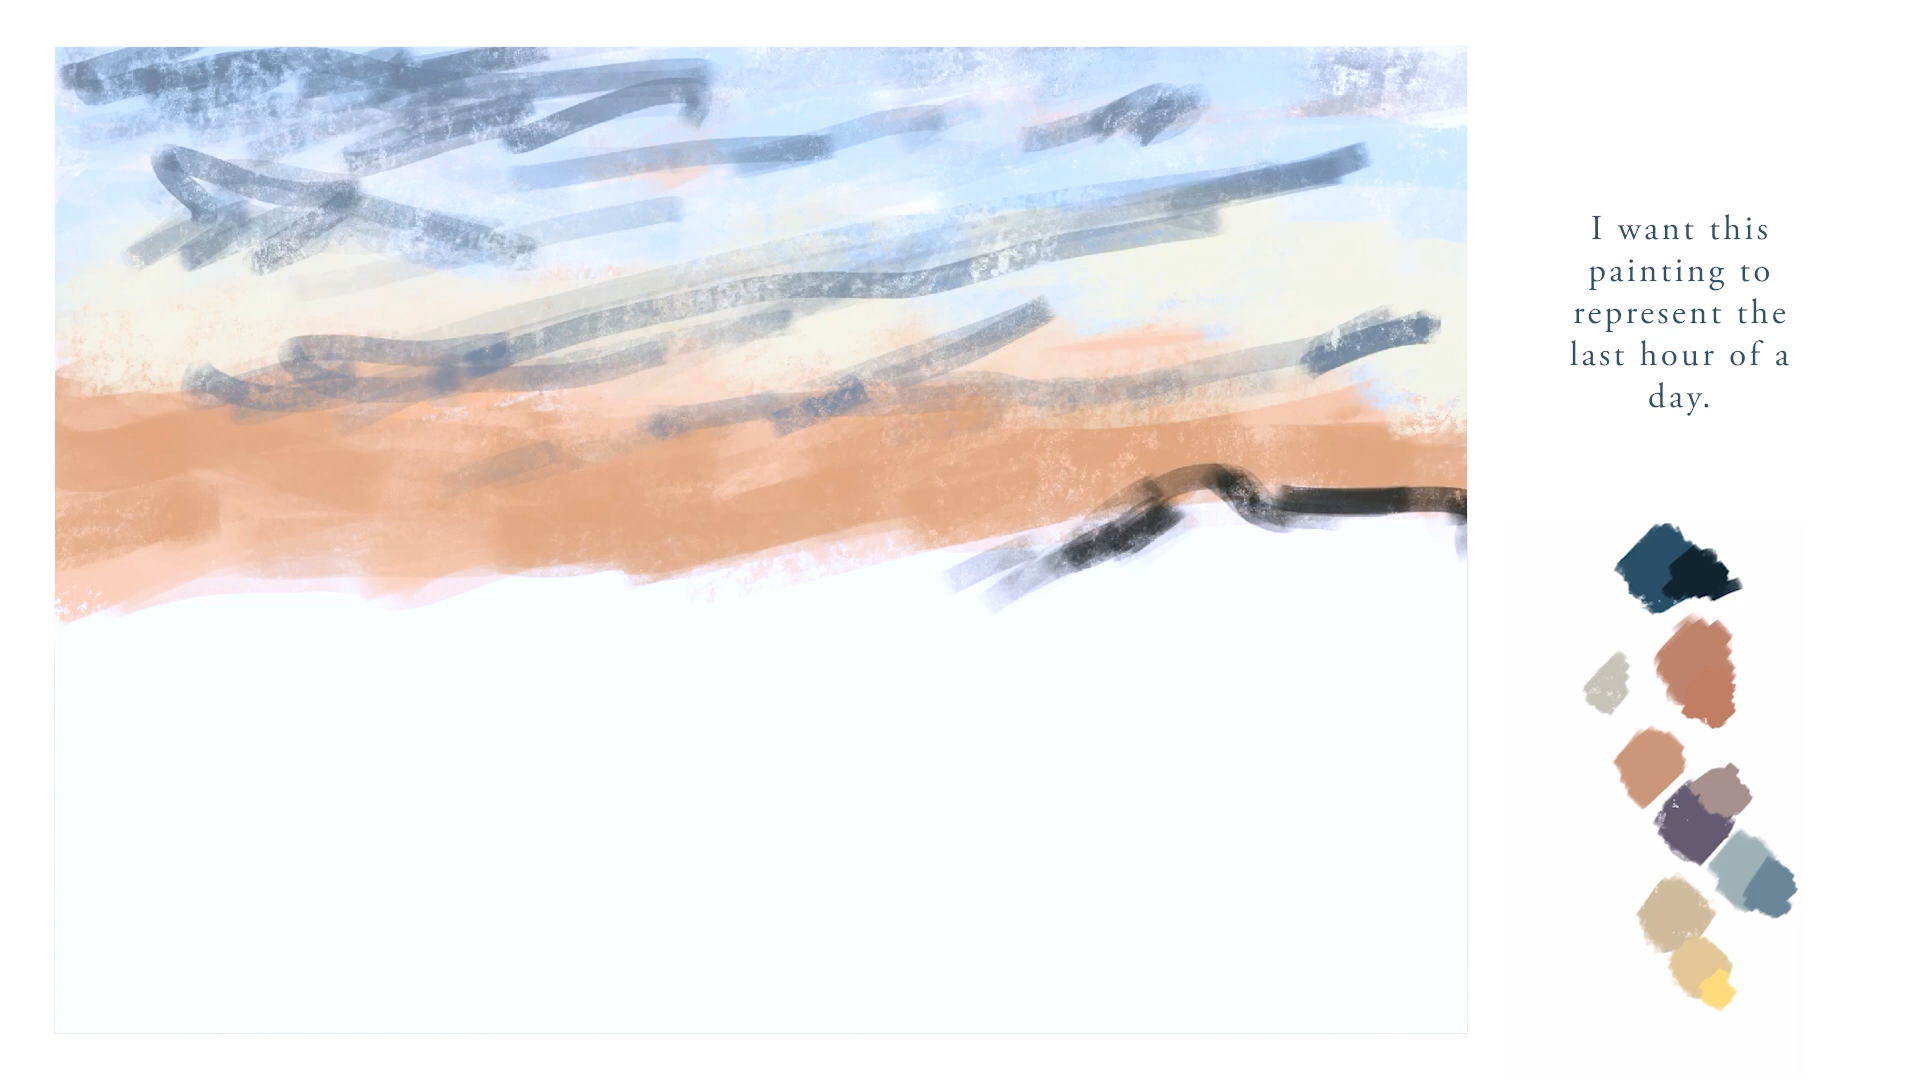 I want this
painting to
represent the
last hour of a
day.